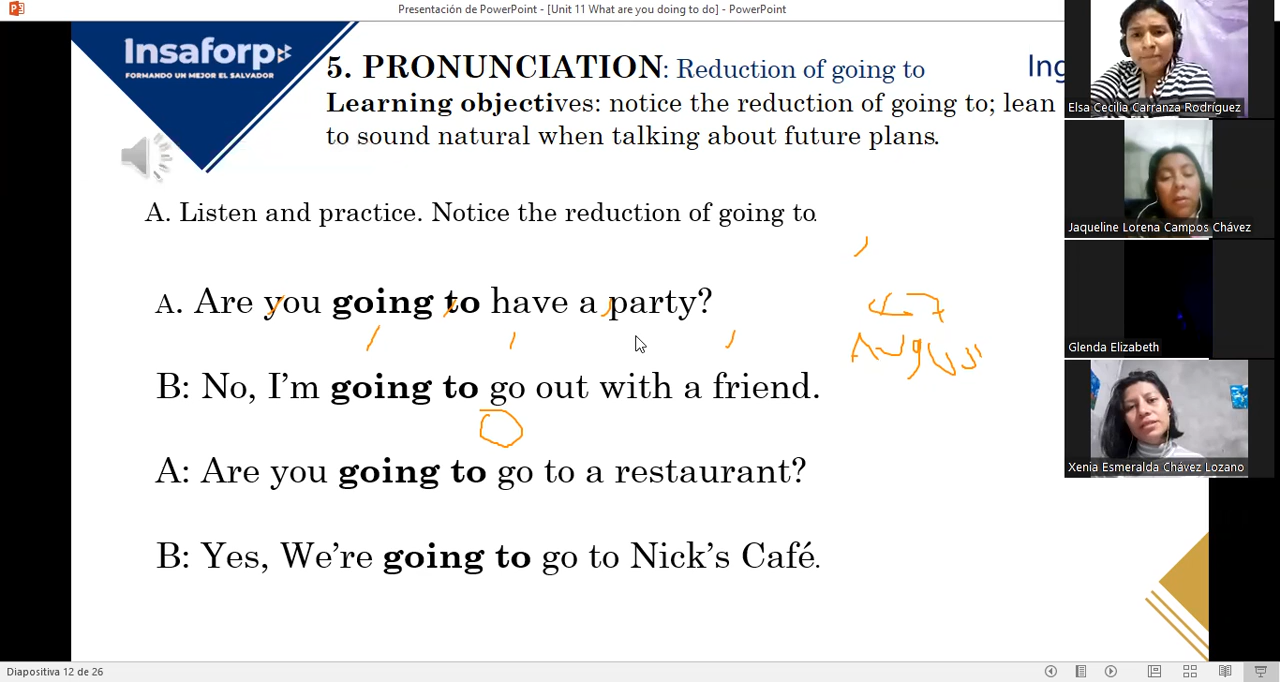 Presentación de PowerPoint - [Unit 11 What are you doing to do] - PowerPoint
Insaforp
FORMANDO UN MEJOR EL SALVADOR
5. PRONUNCIATION: Reduction of going to
Ing
Learning objectives: notice the reduction of going to; lean
to sound natural when talking about future plans.
A. Listen and practice. Notice the reduction of going to.
A. Are you going to have a party?
B: No, I'm going to go out with a friend.
A: Are you going to go to a restaurant?
B: Yes, We're going to go to Nick's Café.
Elsa Cecilia Carranza Rodríguez
Jaqueline Lorena Campos Chávez
Glenda Elizabeth
Xenia Esmeralda Chávez Lozano
Diapositiva 12 de 26